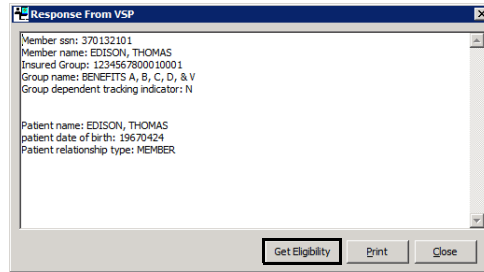 Response From VSP
Member ssn: 370132101
Member name: EDISON, THOMAS
Insured Group: 1234567800010001
Group name: BENEFITS A, B, C, D, & V
Group dependent tracking indicator: N
Patient name: EDISON, THOMAS
patient date of birth: 19670424
Patient relationship type: MEMBER
Get Eligibility Print Close